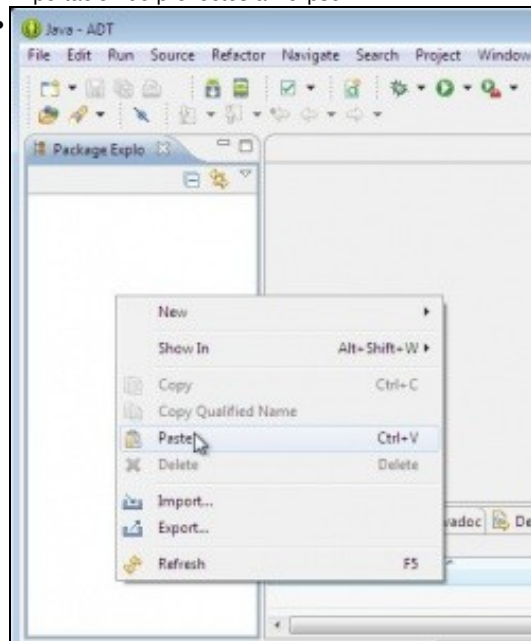 Java - ADT
File Edit Run Source Refactor Navigate Search Project Window
Package Explo
New
Show In Alt+Shift+W
Copy Ctrl+C
Copy Qualified Name
Paste Ctrl+V
Delete Delete
Import...
Export...
vadoc De
Refresh F5